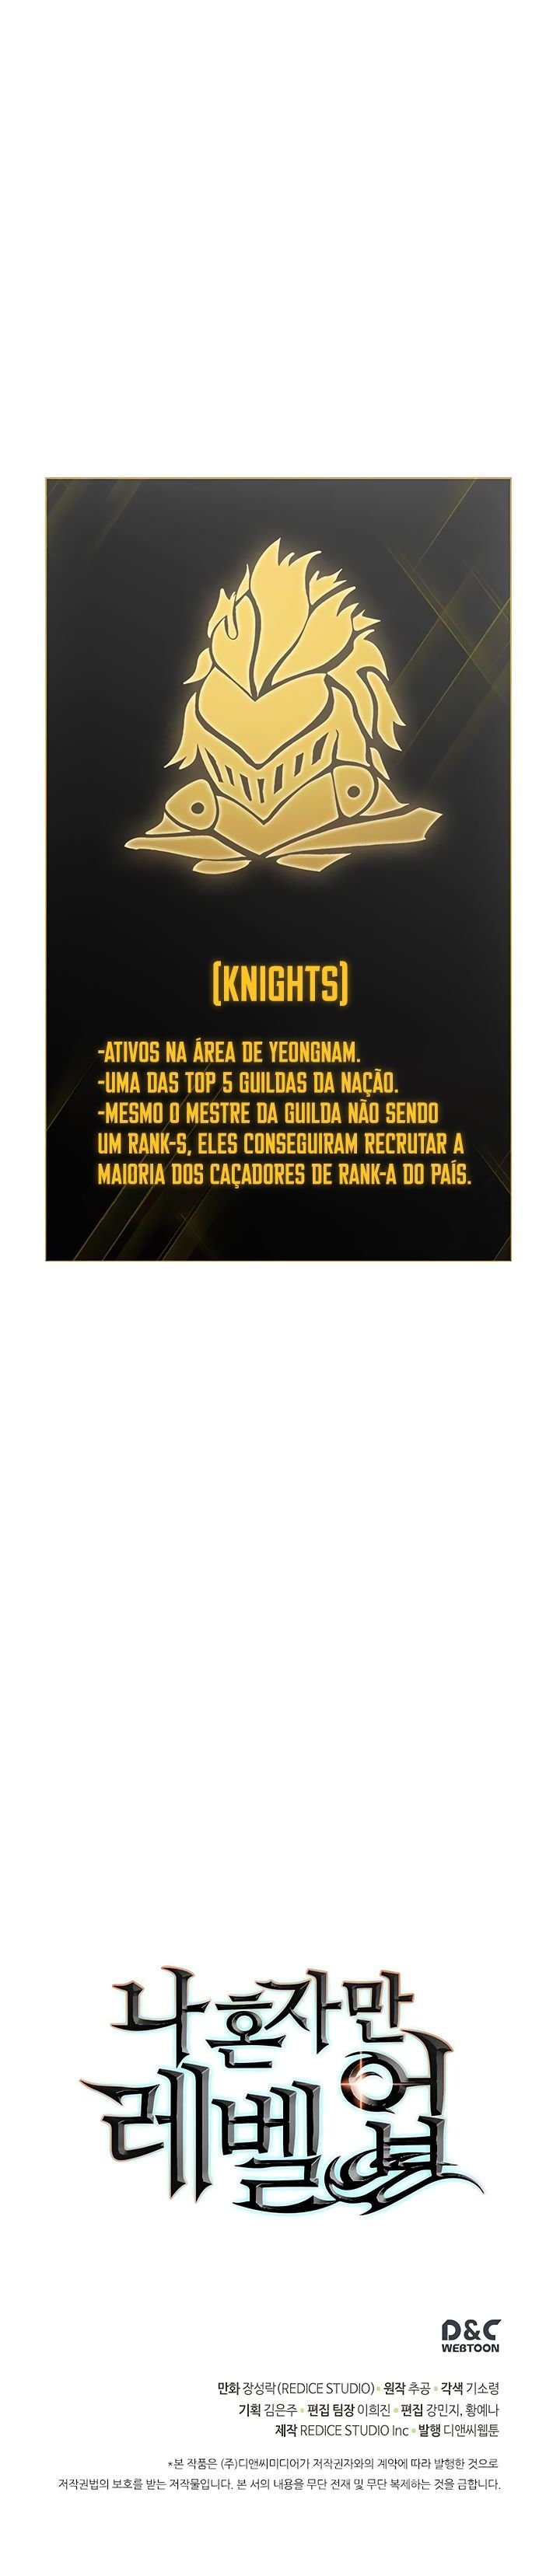 [KNIGHTS]
-ATIVOS NA ÁREA DE YEONGNAM.
-UMA DAS TOP 5 GUILDAS DA NAÇÃO.
-MESMO O MESTRE DA GUILDA NÃO SENDO
UM RANK-S, ELES CONSEGUIRAM RECRUTAR A
MAIORIA DOS CAÇADORES DE RANK-A DO PAÍS.
나 혼자만
레벨업
D&C
WEBTOON
만화 장성락(REDICE STUDIO) • 원작 추공 • 각색 기소령
기획 김은주 • 편집 팀장 이희진 • 편집 강민지, 황예나
제작 REDICE STUDIO Inc • 발행 디앤씨웹툰
*본 작품은 (주)디앤씨미디어가 저작권자와의 계약에 따라 발행한 것으로
저작권법의 보호를 받는 저작물입니다. 본 서의 내용을 무단 전재 및 무단 복제하는 것을 금합니다.